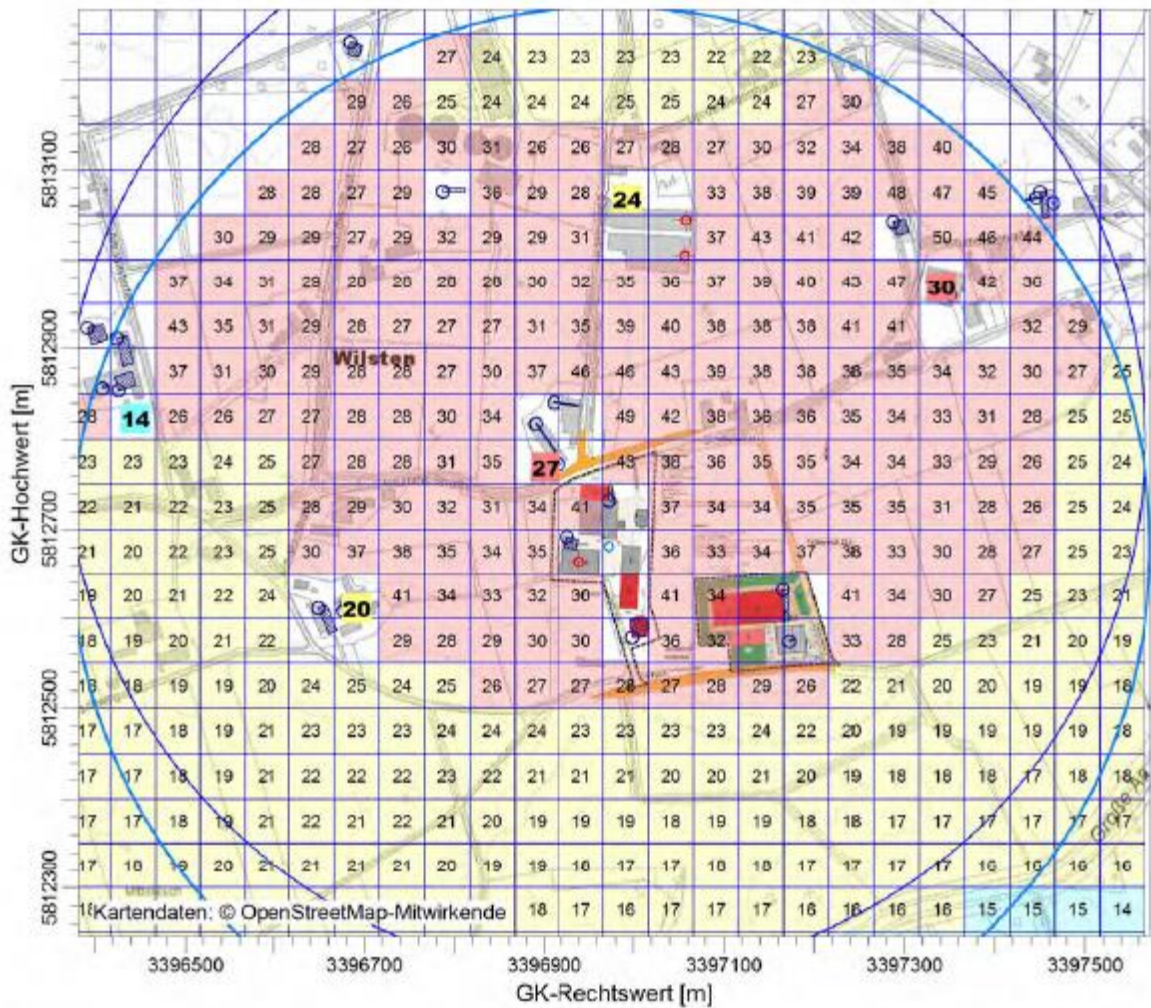 27 24 23 23 23 23 22 22 23
29 26 25 24 24 24 25 25 24 24 27 30
28 27 26 30 31 26 26 27 28 27 30 32 34 38 40
28 28 27 29 36 29 28 24 33 38 39 39 48 47 45
30 29 29 27 29 32 29 29 31 37 43 41 42 50 46 44
37 34 31 29 28 28 28 30 32 35 36 37 39 40 43 47 30 42 36
43 35 31 29 28 27 27 27 31 35 39 40 38 38 38 41 41 32 29
37 31 30 29 28 28 27 30 37 46 46 43 39 38 38 38 35 34 32 30 27 25
Wilsten
28 14 26 26 27 27 28 28 30 34 49 42 38 36 36 35 34 33 31 28 25 25
23 23 23 24 25 27 28 28 31 35 27 43 38 36 35 35 34 34 33 29 26 25 24
22 21 22 23 25 28 29 30 32 31 34 41 37 34 34 35 35 35 31 28 26 25 24
21 20 22 23 25 30 37 38 35 34 35 36 33 34 37 38 33 30 28 27 25 23
19 20 21 22 24 20 41 34 33 32 30 41 34 41 34 30 27 25 23 21
18 19 20 21 22 29 28 29 30 30 36 32 33 28 25 23 21 20 19
18 18 19 19 20 24 25 24 25 26 27 27 28 27 28 29 26 22 21 20 20 19 19 18
17 17 18 19 21 23 23 23 24 24 24 23 23 23 23 24 22 20 19 19 19 19 19 18
17 17 18 19 21 22 22 22 23 22 21 21 21 20 20 21 20 19 18 18 18 17 18 18
17 17 18 19 21 22 21 22 21 20 19 19 19 18 19 19 18 18 17 17 17 17 17 17
Große Aa
17 18 19 20 21 21 21 21 20 19 19 18 17 17 18 18 17 17 17 17 16 16 16 16
18 18 17 16 17 17 17 16 16 16 16 15 15 15 14
Kartendaten: © OpenStreetMap-Mitwirkende
5813100
5812900
5812700
5812500
5812300
GK-Hochwert [m]
3396500 3396700 3396900 3397100 3397300 3397500
GK-Rechtswert [m]